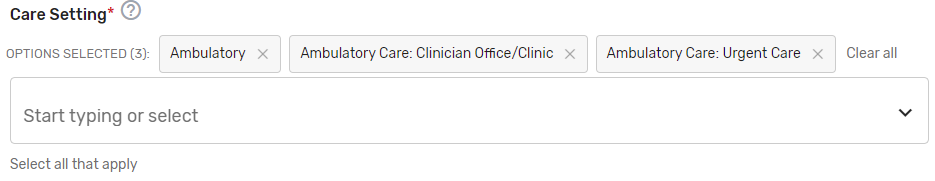 Care Setting* ?
OPTIONS SELECTED (3): Ambulatory × Ambulatory Care: Clinician Office/Clinic × Ambulatory Care: Urgent Care × Clear all
Start typing or select
Select all that apply